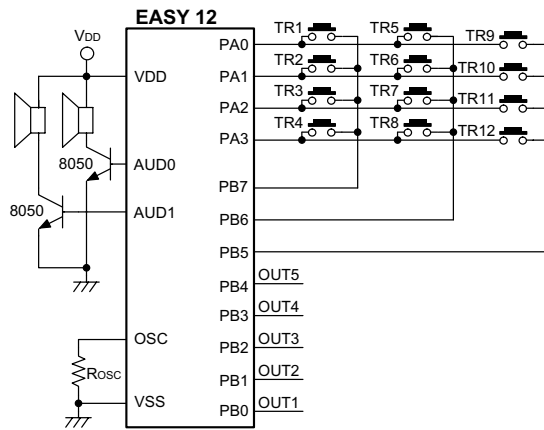 EASY 12
VDD
VDD
AUD0
AUD1
OSC
VSS
8050
8050
ROSC
PA0
PA1
PA2
PA3
PB7
PB6
PB5
PB4
PB3
PB2
PB1
PB0
TR1
TR5
TR9
TR2
TR6
TR10
TR3
TR7
TR11
TR4
TR8
TR12
OUT5
OUT4
OUT3
OUT2
OUT1